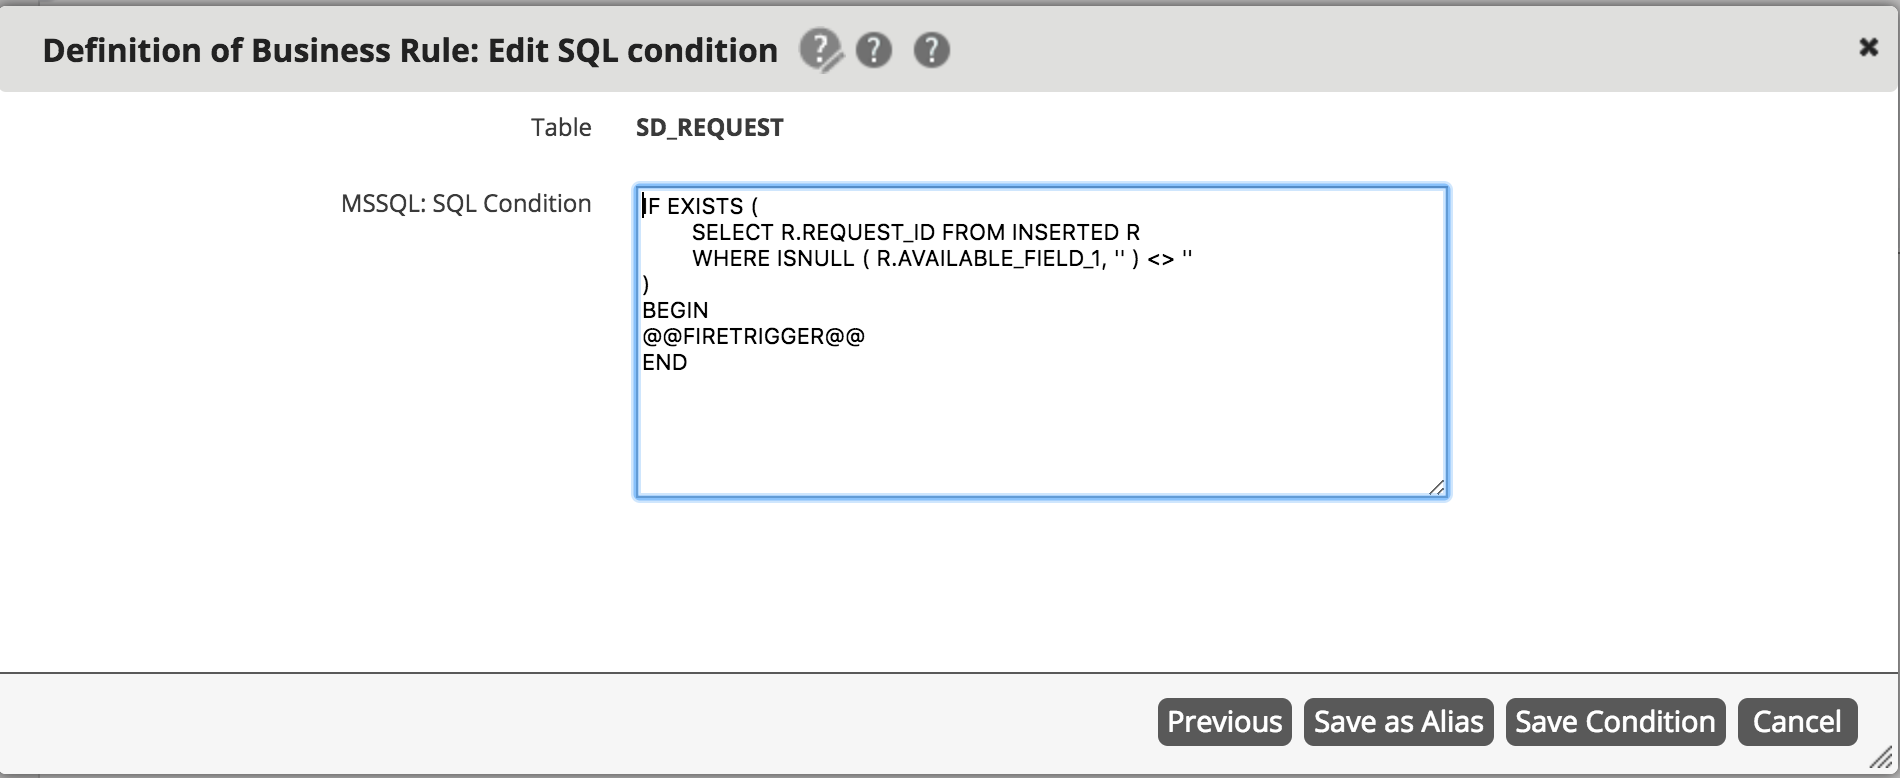 Definition of Business Rule: Edit SQL condition ? ? ?
Table SD_REQUEST
MSSQL: SQL Condition
IF EXISTS (
SELECT R.REQUEST_ID FROM INSERTED R
WHERE ISNULL ( R.AVAILABLE_FIELD_1, '' ) <> ''
)
BEGIN
@@FIRETRIGGER@@
END
Previous Save as Alias Save Condition Cancel